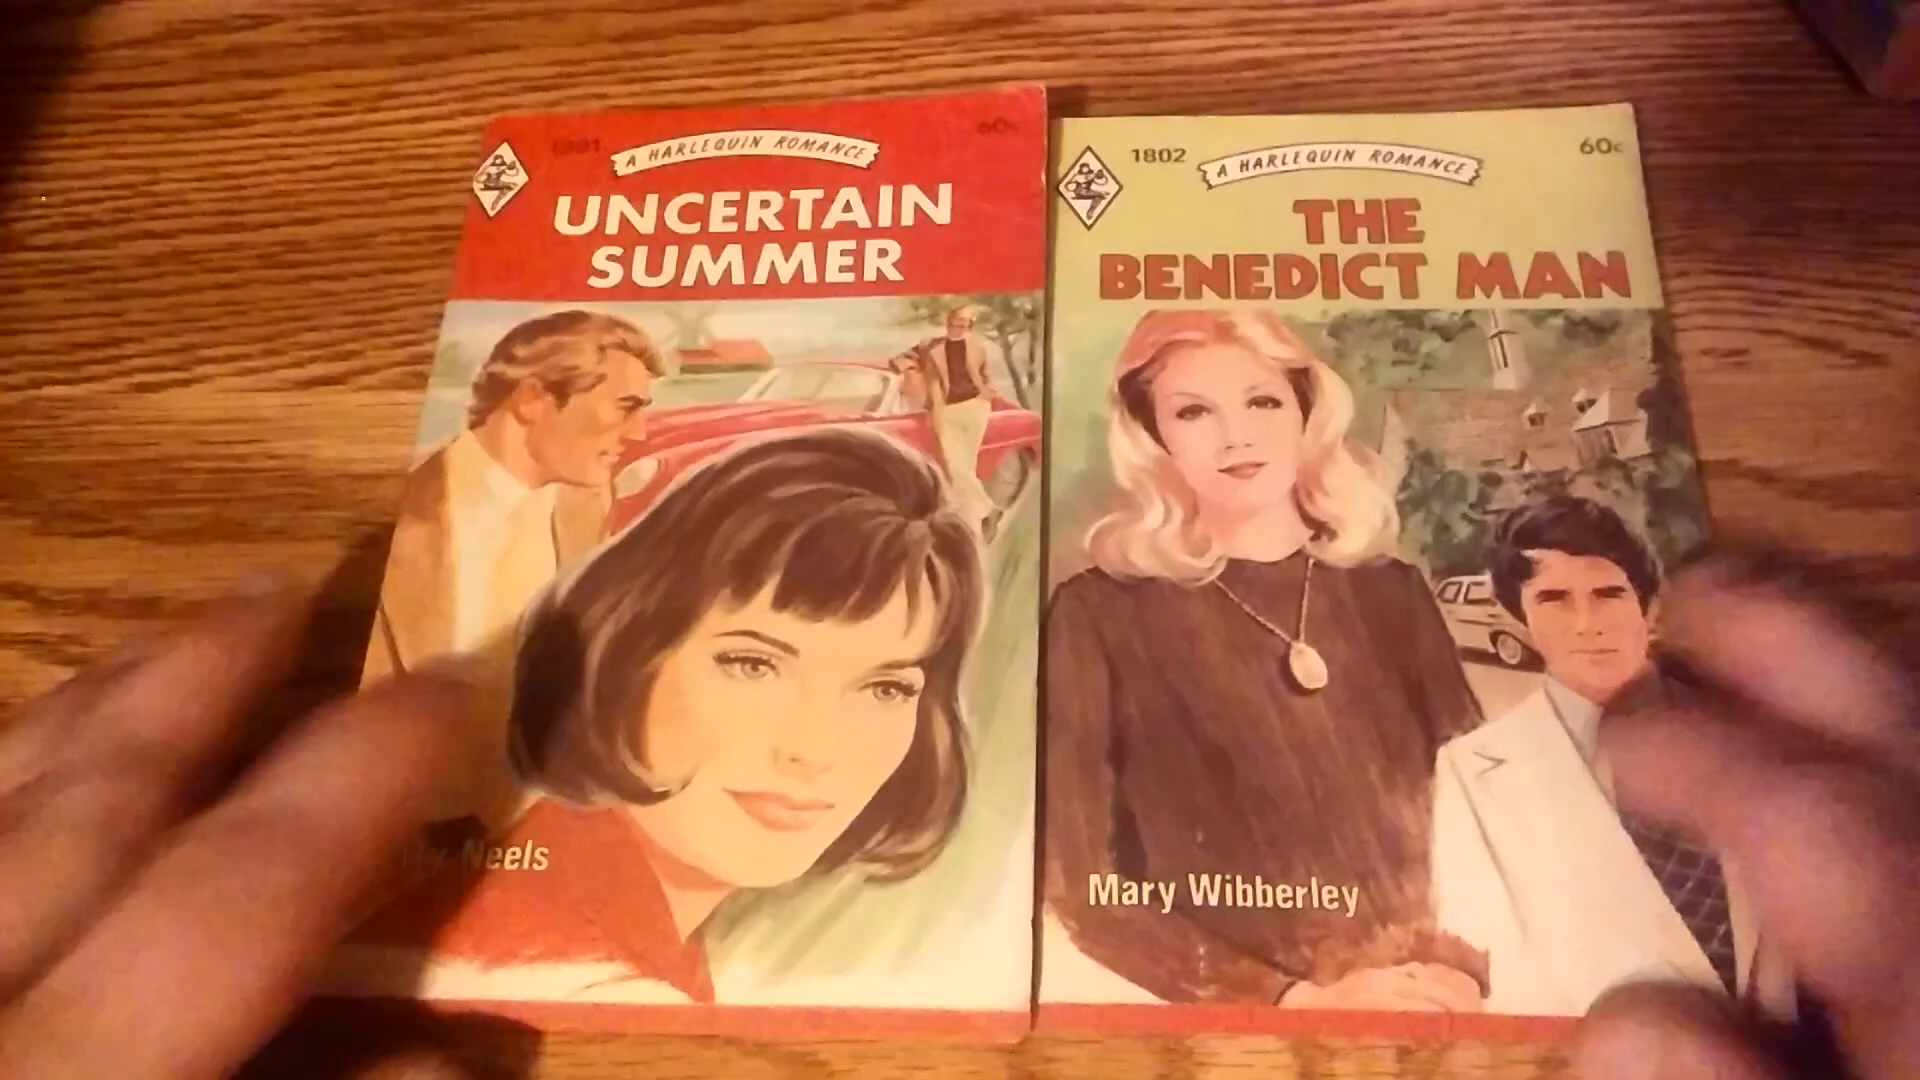 A HARLEQUIN ROMANCE
60c
UNCERTAIN
SUMMER
Neels
1802
A HARLEQUIN ROMANCE
60c
THE
BENEDICT MAN
Mary Wibberley